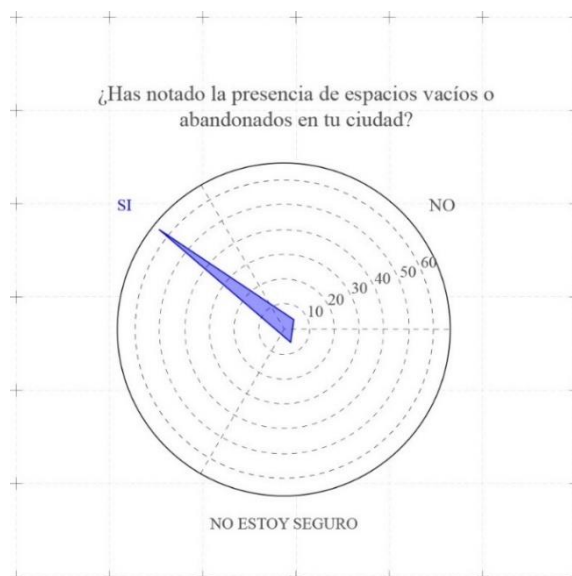 ¿Has notado la presencia de espacios vacíos o
abandonados en tu ciudad?
SI
NO
60
50
40
30
20
10
NO ESTOY SEGURO